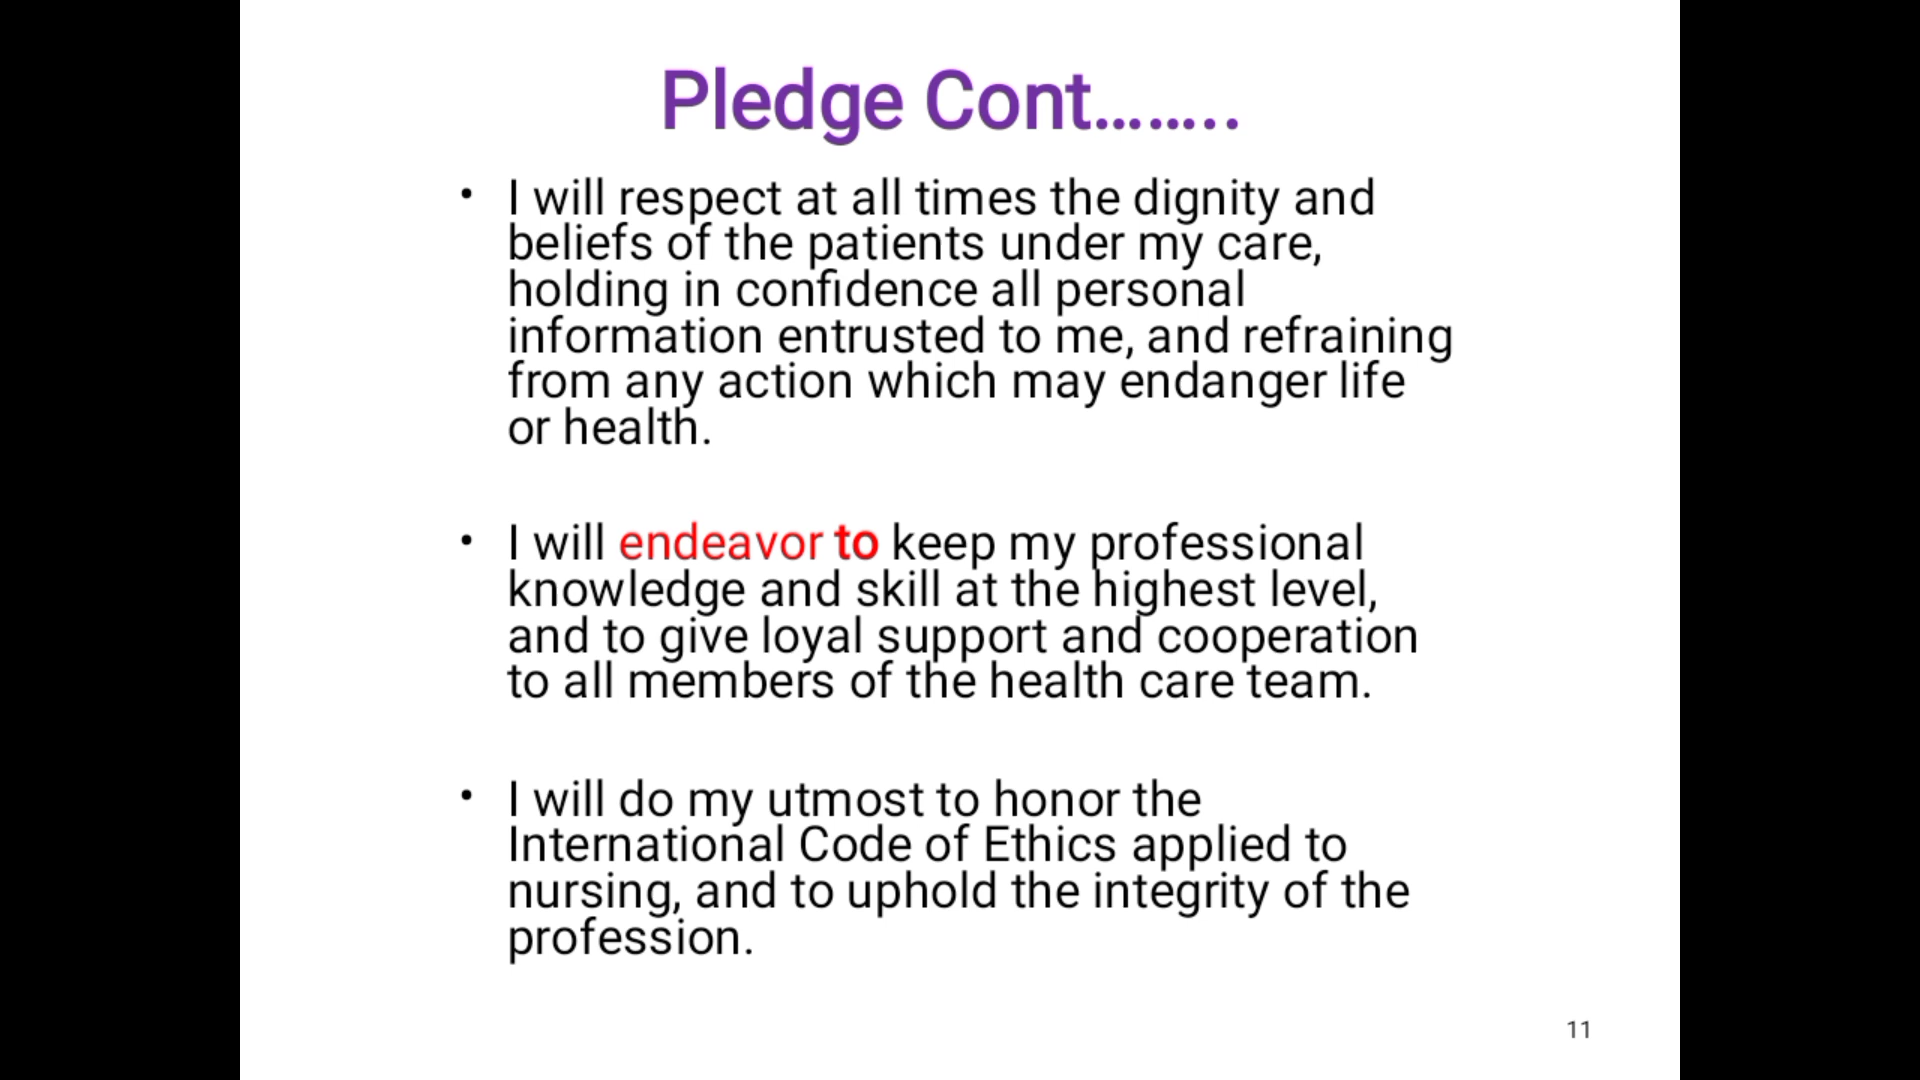 Pledge Cont……..
• I will respect at all times the dignity and
beliefs of the patients under my care,
holding in confidence all personal
information entrusted to me, and refraining
from any action which may endanger life
or health.
• I will endeavor to keep my professional
knowledge and skill at the highest level,
and to give loyal support and cooperation
to all members of the health care team.
• I will do my utmost to honor the
International Code of Ethics applied to
nursing, and to uphold the integrity of the
profession.
11